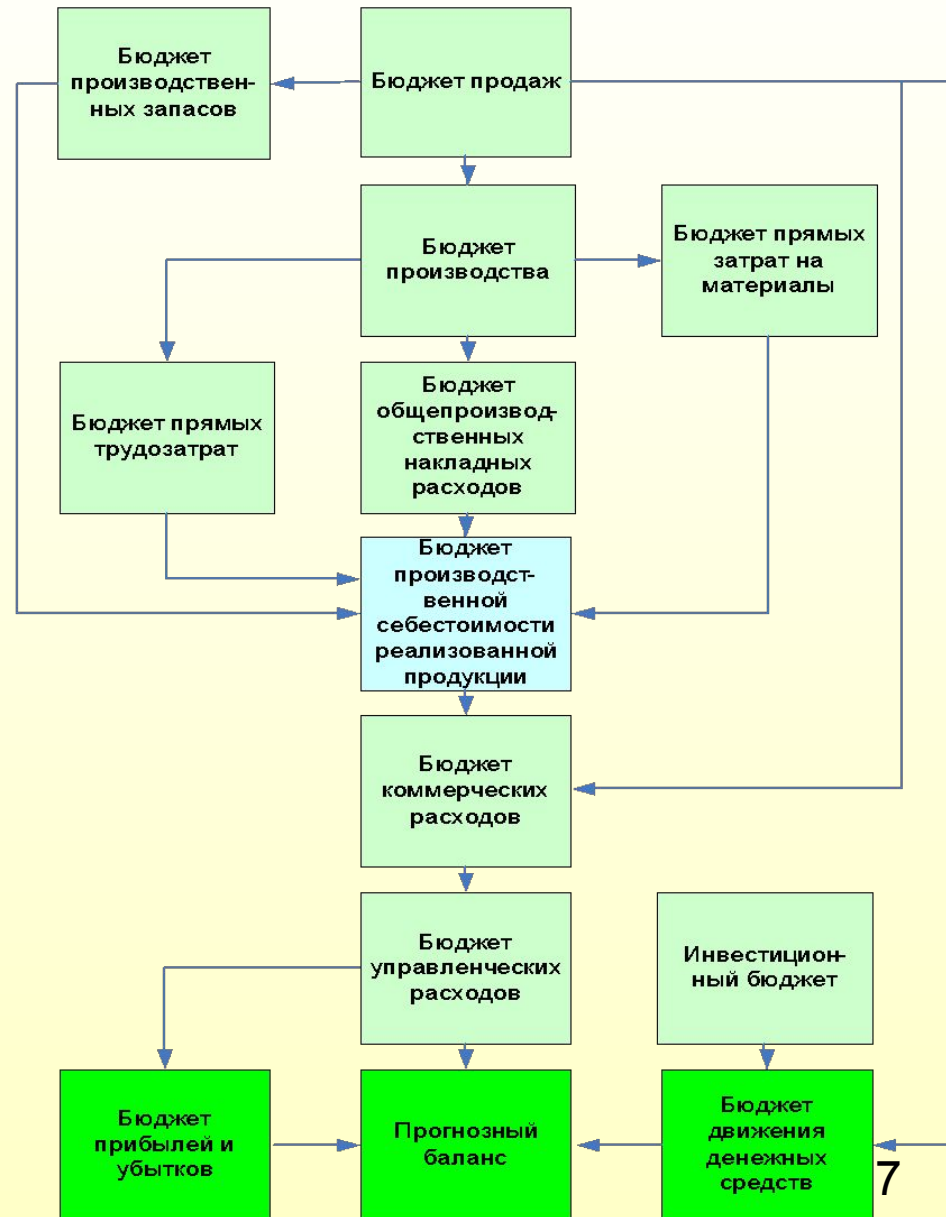 Бюджет
производствен-
ных запасов
Бюджет продаж
Бюджет
производства
Бюджет прямых
затрат на
материалы
Бюджет прямых
трудозатрат
Бюджет
общепроизвод-
ственных
накладных
расходов
Бюджет
производст-
венной
себестоимости
реализованной
продукции
Бюджет
коммерческих
расходов
Бюджет
управленческих
расходов
Инвестицион-
ный бюджет
Бюджет
прибылей и
убытков
Прогнозный
баланс
Бюджет
движения
денежных
средств
7